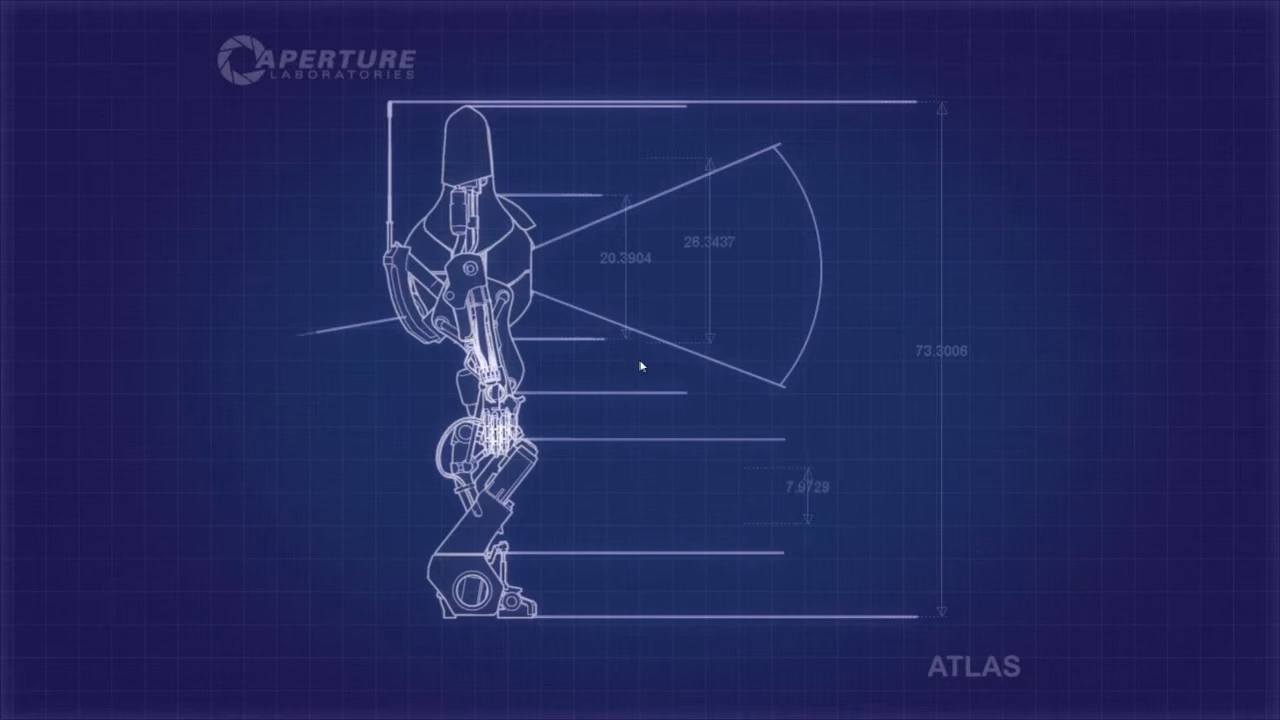 APERTURE
LABORATORIES
26.3437
20.3904
73.3006
7.9729
ATLAS